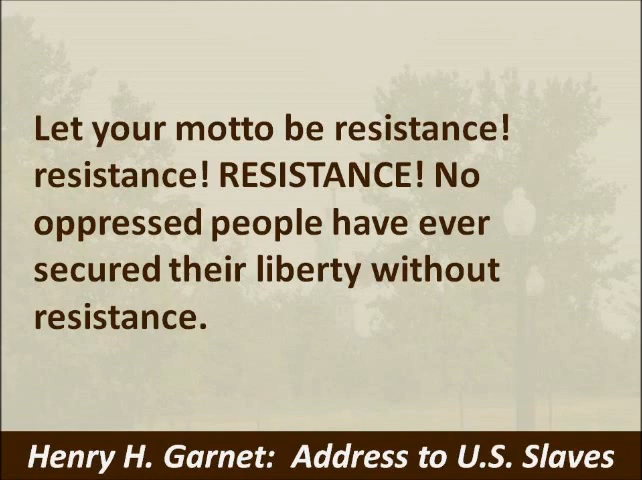 Let your motto be resistance!
resistance! RESISTANCE! No
oppressed people have ever
secured their liberty without
resistance.
Henry H. Garnet:  Address to U.S. Slaves